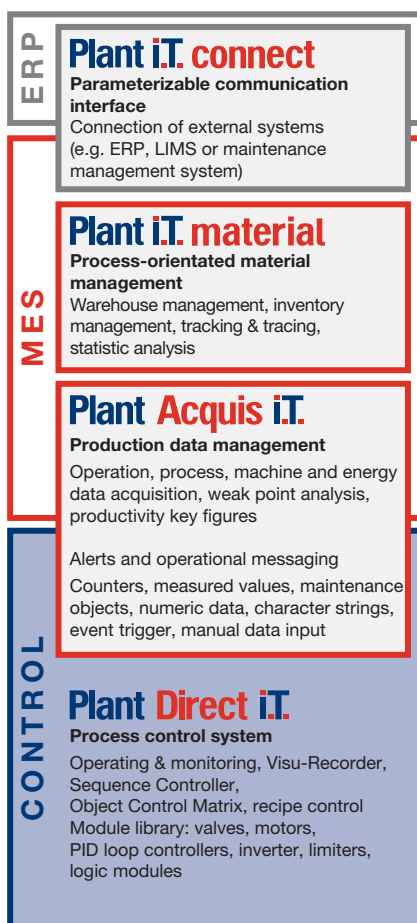 ERP
Plant i.T. connect
Parameterizable communication
interface
Connection of external systems
(e.g. ERP, LIMS or maintenance
management system)
MES
Plant i.T. material
Process-orientated material
management
Warehouse management, inventory
management, tracking & tracing,
statistic analysis
Plant Acquis i.T.
Production data management
Operation, process, machine and energy
data acquisition, weak point analysis,
productivity key figures
Alerts and operational messaging
Counters, measured values, maintenance
objects, numeric data, character strings,
event trigger, manual data input
CONTROL
Plant Direct i.T.
Process control system
Operating & monitoring, Visu-Recorder,
Sequence Controller,
Object Control Matrix, recipe control
Module library: valves, motors,
PID loop controllers, inverter, limiters,
logic modules